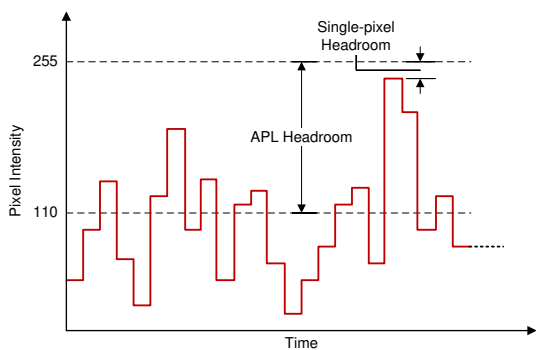 Single-pixel
Headroom
255
APL Headroom
Pixel Intensity
110
Time